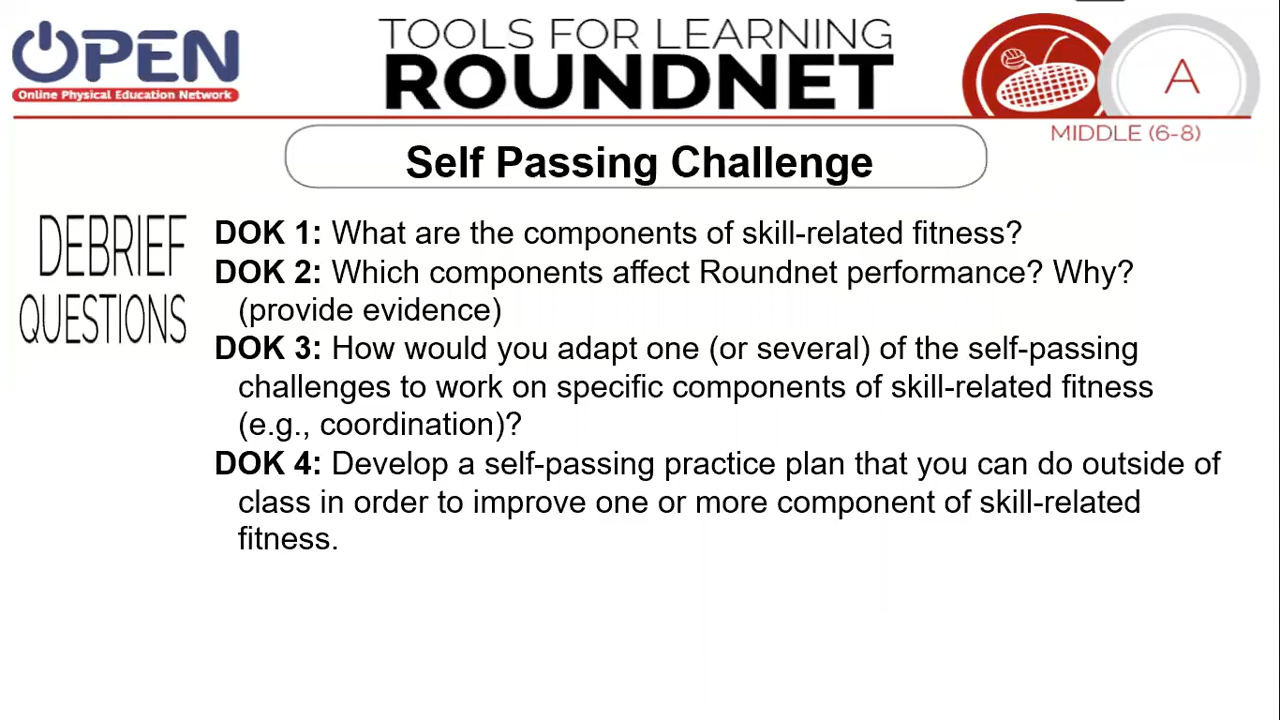 OPEN
Online Physical Education Network
TOOLS FOR LEARNING
ROUNDNET
A
MIDDLE (6-8)
Self Passing Challenge
DEBRIEF
QUESTIONS
DOK 1: What are the components of skill-related fitness?
DOK 2: Which components affect Roundnet performance? Why?
(provide evidence)
DOK 3: How would you adapt one (or several) of the self-passing
challenges to work on specific components of skill-related fitness
(e.g., coordination)?
DOK 4: Develop a self-passing practice plan that you can do outside of
class in order to improve one or more component of skill-related
fitness.